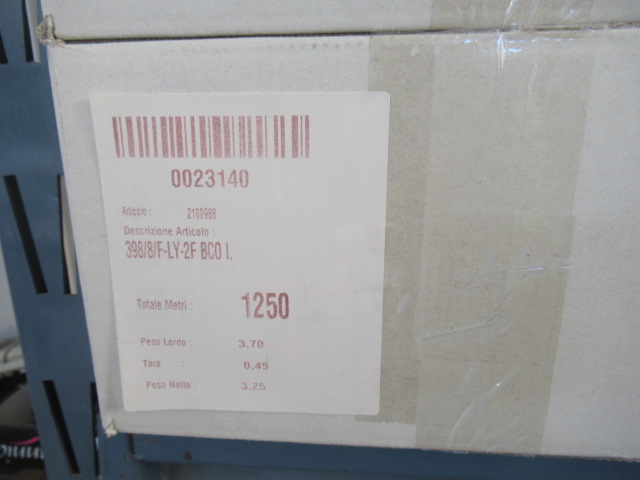 0023140
Articolo : 2100988
Descrizione Articolo :
398/8/F-LY-2F BCO I.
Totale Metri : 1250
Peso Lordo : 3,70
Tara : 0,45
Peso Netto : 3,25